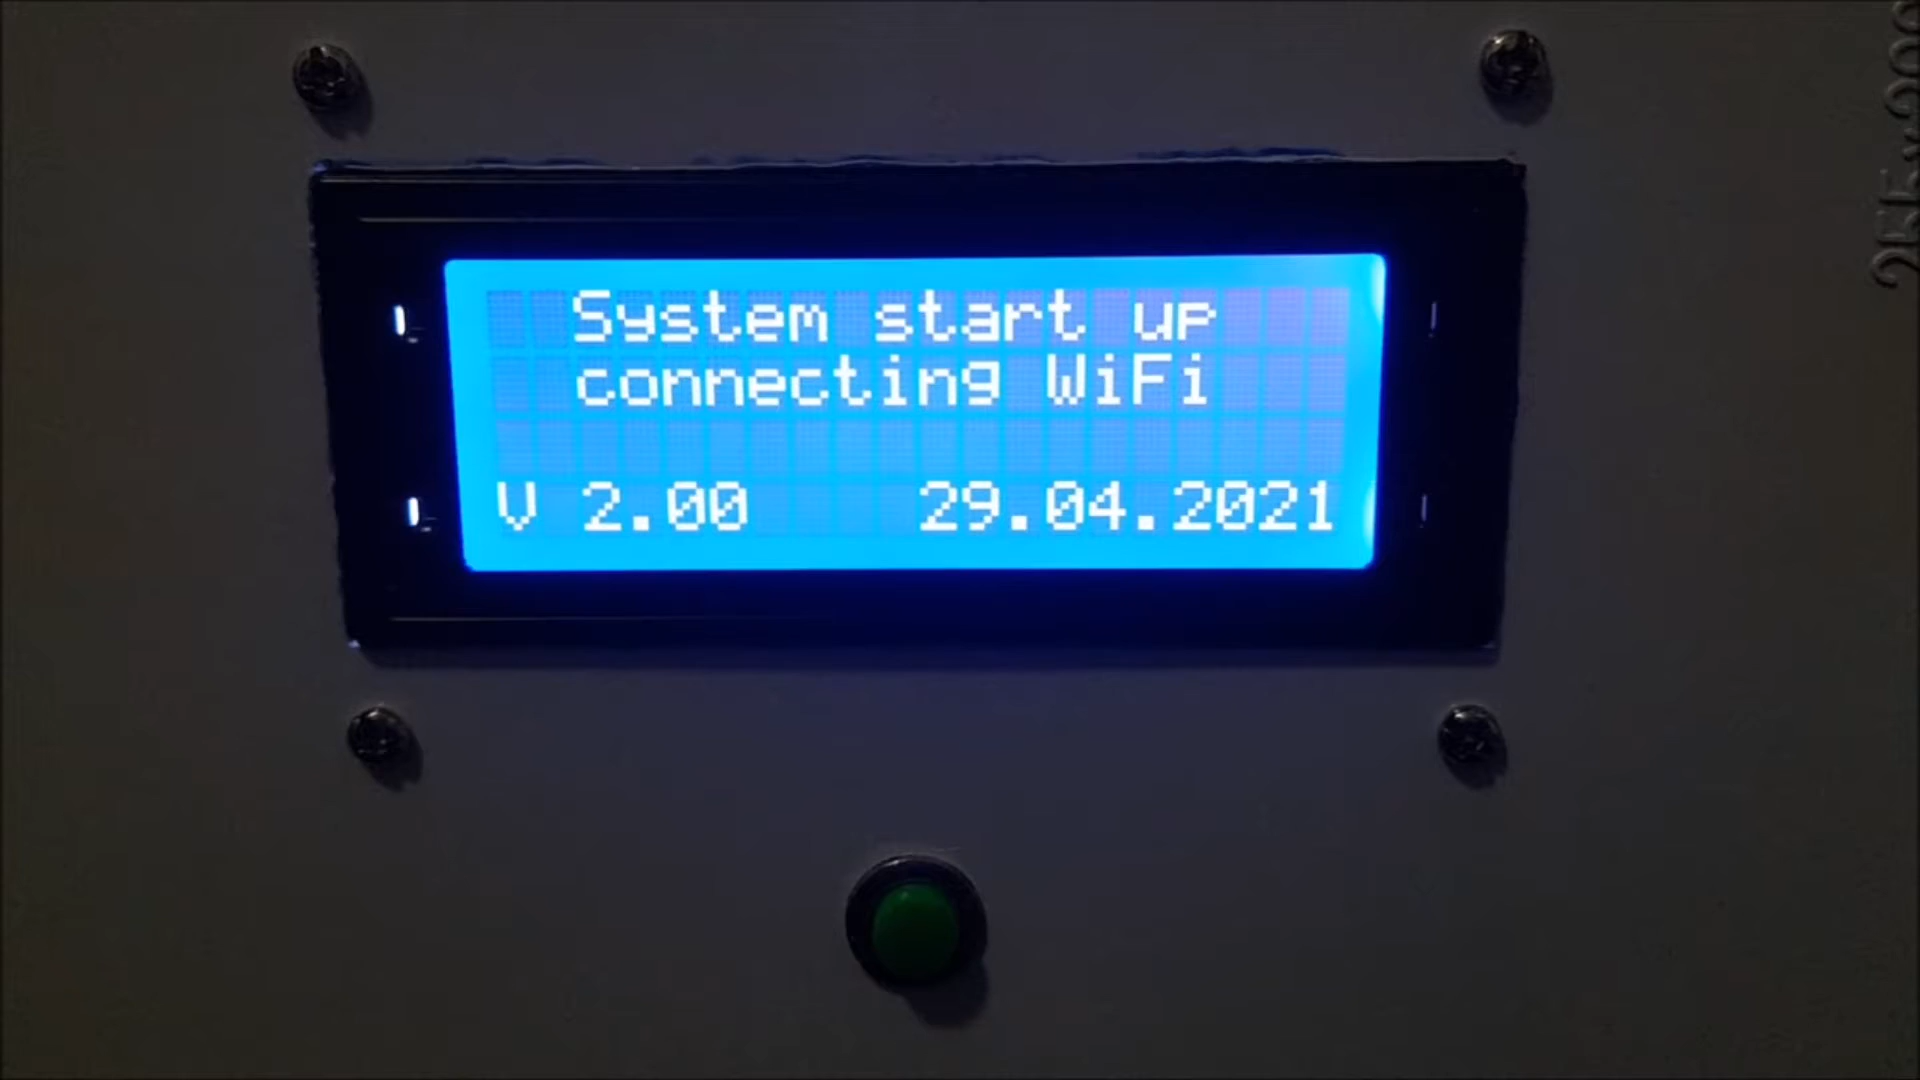 System start up
connecting WiFi
V 2.00 29.04.2021